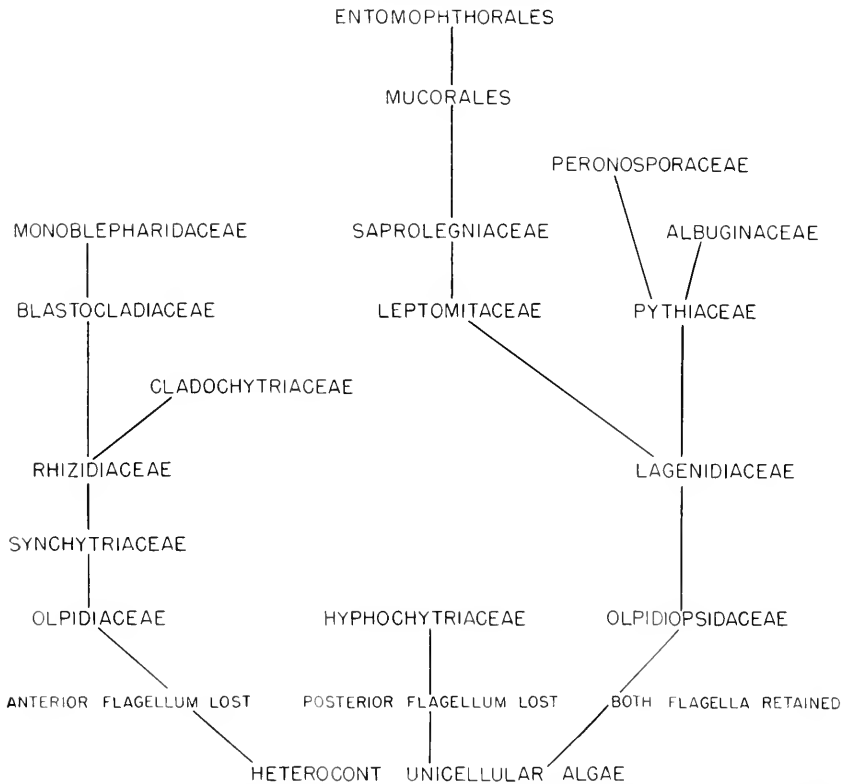 ENTOMOPHTHORALES
MUCORALES
PERONOSPORACEAE
MONOBLEPHARIDACEAE
SAPROLEGNIACEAE
ALBUGINACEAE
BLASTOCLADIACEAE
LEPTOMITACEAE
PYTHIACEAE
CLADOCHYTRIACEAE
RHIZIDIACEAE
LAGENIDIACEAE
SYNCHYTRIACEAE
OLPIDIACEAE
HYPHOCHYTRIACEAE
OLPIDIOPSIDACEAE
ANTERIOR FLAGELLUM LOST
POSTERIOR FLAGELLUM LOST
BOTH FLAGELLA RETAINED
HETEROCONT UNICELLULAR ALGAE